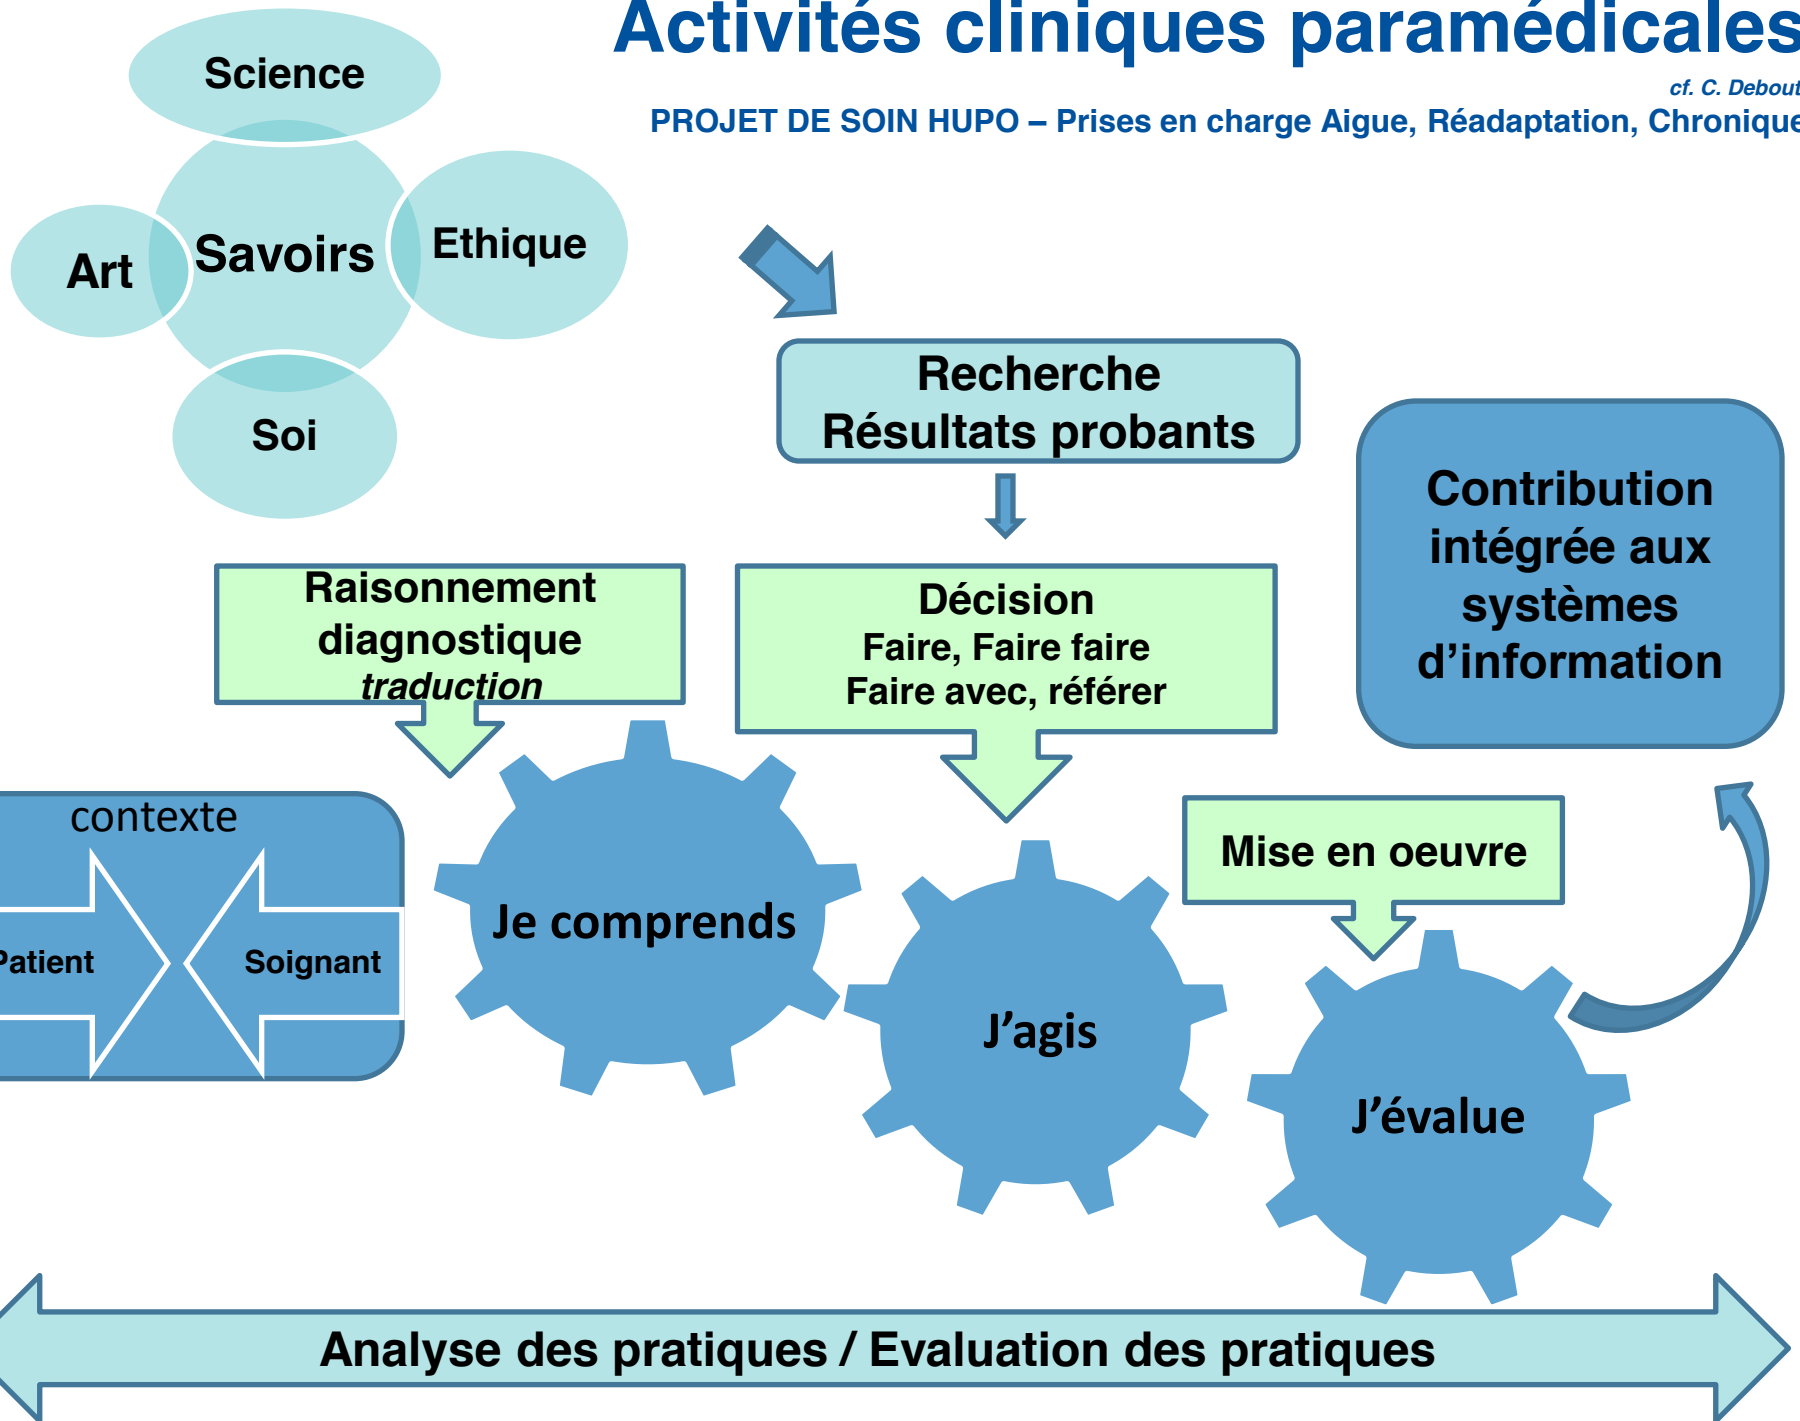 Activités cliniques paramédicales
cf. C. Debout
PROJET DE SOIN HUPO – Prises en charge Aigue, Réadaptation, Chronique
Science
Art
Savoirs
Ethique
Soi
Recherche
Résultats probants
Contribution
intégrée aux
systèmes
d’information
Raisonnement
diagnostique
traduction
Décision
Faire, Faire faire
Faire avec, référer
Mise en oeuvre
contexte
Patient
Soignant
Je comprends
J’agis
J’évalue
Analyse des pratiques / Evaluation des pratiques